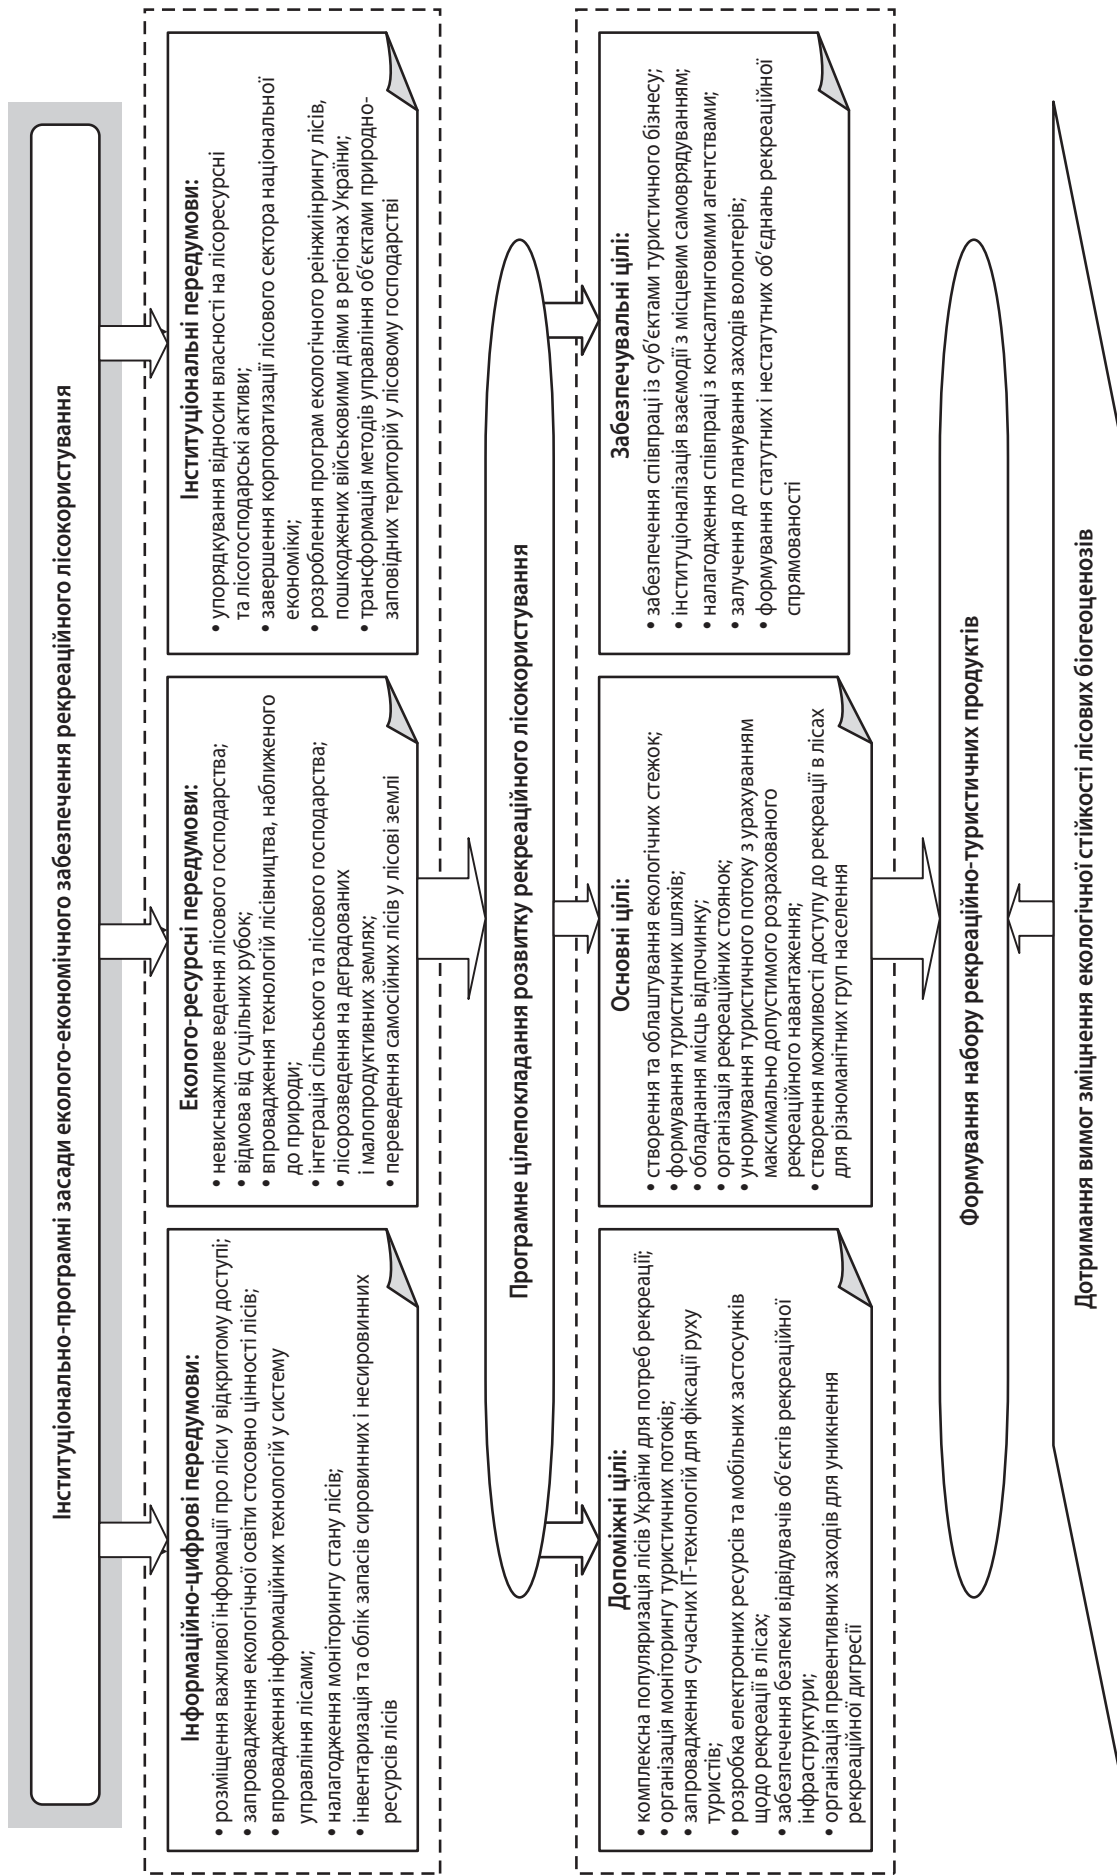 Інституціонально-програмні засади еколого-економічного забезпечення рекреаційного лісокористування
Інформаційно-цифрові передумови:
• розміщення важливої інформації про ліси у відкритому доступі;
• запровадження екологічної освіти стосовно цінності лісів;
• впровадження інформаційних технологій у систему
управління лісами;
• налагодження моніторингу стану лісів;
• інвентаризація та облік запасів сировинних і несировинних
ресурсів лісів
Еколого-ресурсні передумови:
• невиснажливе ведення лісового господарства;
• відмова від суцільних рубок;
• впровадження технологій лісівництва, наближеного
до природи;
• інтеграція сільського та лісового господарства;
• лісорозведення на деградованих
і малопродуктивних землях;
• переведення самосійних лісів у лісові землі
Інституціональні передумови:
• упорядкування відносин власності на лісоресурсні
та лісогосподарські активи;
• завершення корпоратизації лісового сектора національної
економіки;
• розроблення програм екологічного реінжинірингу лісів,
пошкоджених військовими діями в регіонах України;
• трансформація методів управління об’єктами природно-
заповідних територій у лісовому господарстві
Програмне цілепокладання розвитку рекреаційного лісокористування
Допоміжні цілі:
• комплексна популяризація лісів України для потреб рекреації;
• організація моніторингу туристичних потоків;
• запровадження сучасних ІТ-технологій для фіксації руху
туристів;
• розробка електронних ресурсів та мобільних застосунків
щодо рекреації в лісах;
• забезпечення безпеки відвідувачів об’єктів рекреаційної
інфраструктури;
• організація превентивних заходів для уникнення
рекреаційної дигресії
Основні цілі:
• створення та облаштування екологічних стежок;
• формування туристичних шляхів;
• обладнання місць відпочинку;
• організація рекреаційних стоянок;
• унормування туристичного потоку з урахуванням
максимально допустимого розрахованого
рекреаційного навантаження;
• створення можливості доступу до рекреації в лісах
для різноманітних груп населення
Забезпечувальні цілі:
• забезпечення співпраці із суб’єктами туристичного бізнесу;
• інституціоналізація взаємодії з місцевим самоврядуванням;
• налагодження співпраці з консалтинговими агентствами;
• залучення до планування заходів волонтерів;
• формування статутних і нестатутних об’єднань рекреаційної
спрямованості
Формування набору рекреаційно-туристичних продуктів
Дотримання вимог зміцнення екологічної стійкості лісових біогеоценозів